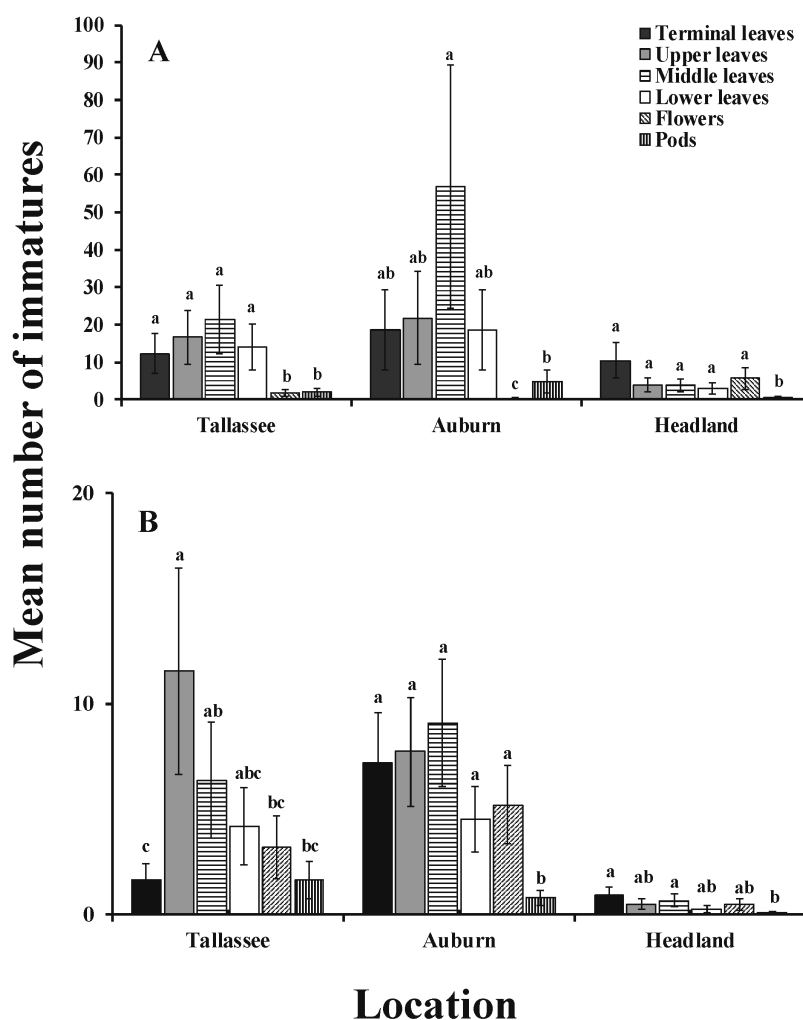 Mean number of immatures
100
90
80
70
60
50
40
30
20
10
0
A
Terminal leaves
Upper leaves
Middle leaves
Lower leaves
Flowers
Pods
a a a a b b
ab ab a ab c b
a a a a a b
Tallassee Auburn Headland
20
10
0
B
c a ab abc bc bc
a a a a a b
a ab a ab ab b
Tallassee Auburn Headland
Location